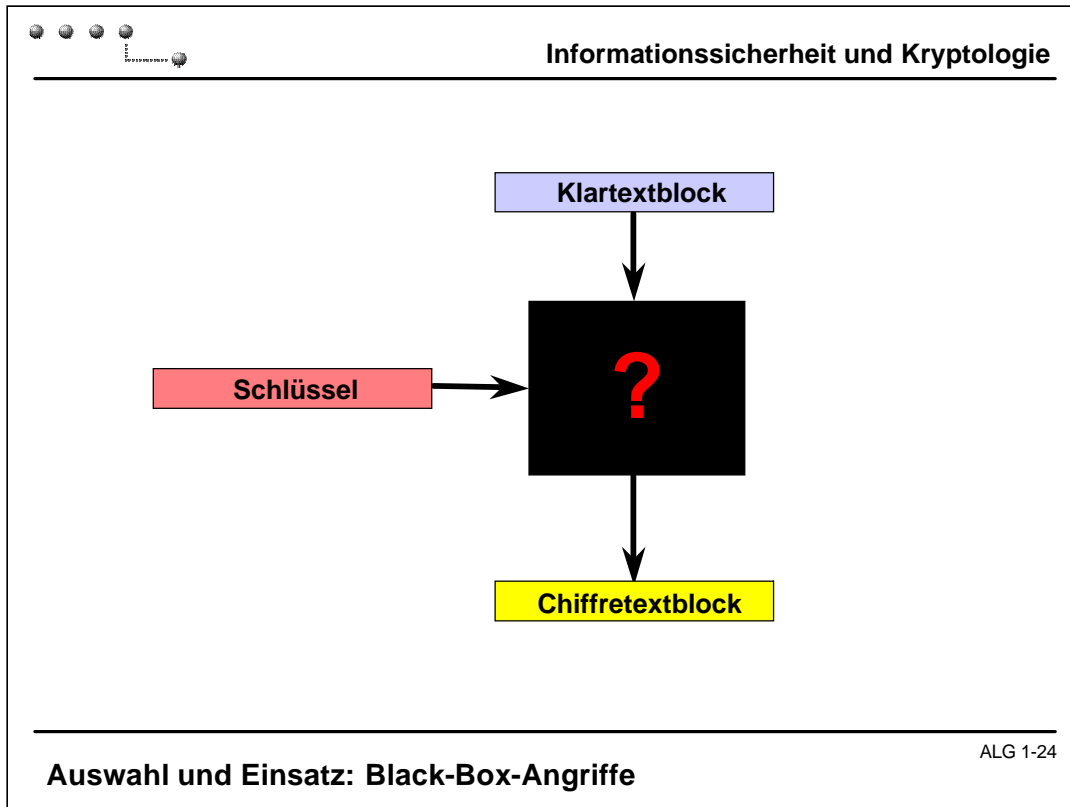 Informationssicherheit und Kryptologie
Klartextblock
?
Schlüssel
Chiffretextblock
ALG 1-24
Auswahl und Einsatz: Black-Box-Angriffe